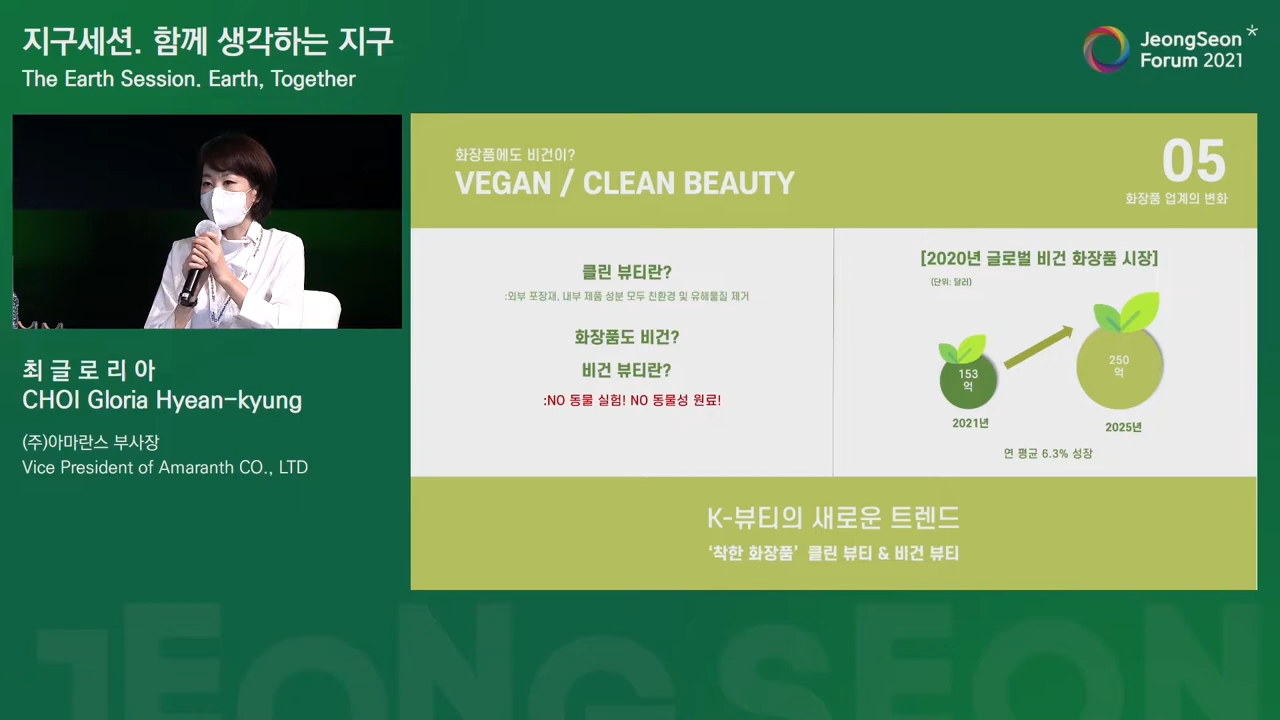 지구세션. 함께 생각하는 지구
The Earth Session. Earth, Together
JeongSeon*
Forum 2021
화장품에도 비건이?
VEGAN / CLEAN BEAUTY
05
화장품 업계의 변화
클린 뷰티란?
:외부 포장재, 내부 제품 성분 모두 친환경 및 유해물질 제거
화장품도 비건?
비건 뷰티란?
:NO 동물 실험! NO 동물성 원료!
[2020년 글로벌 비건 화장품 시장]
(단위: 달러)
153
억
2021년
250
억
2025년
연 평균 6.3% 성장
K-뷰티의 새로운 트렌드
‘착한 화장품’ 클린 뷰티 & 비건 뷰티
최글로리아
CHOI Gloria Hyean-kyung
(주)아마란스 부사장
Vice President of Amaranth CO., LTD
JEONGSEON